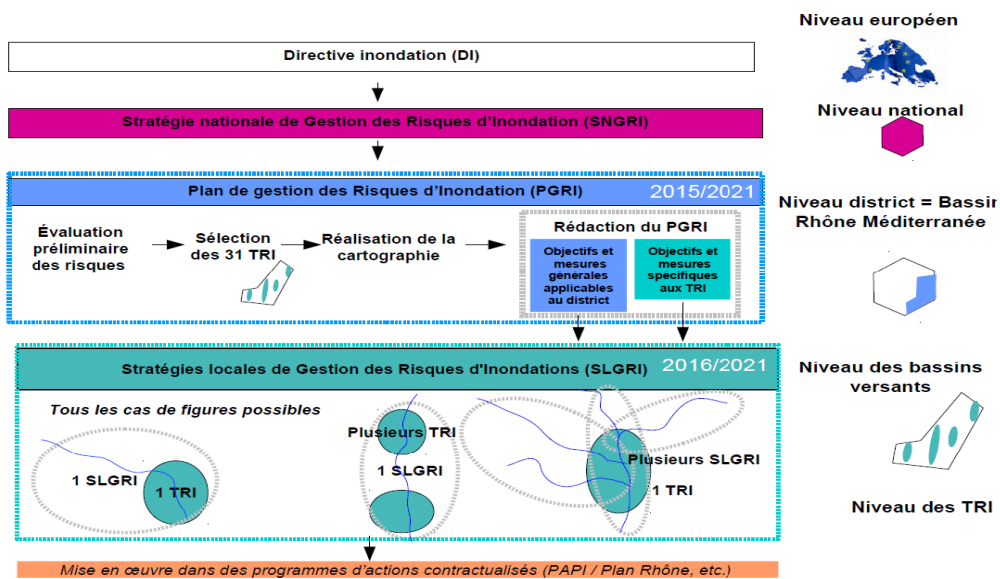 Niveau européen
Directive inondation (DI)
Niveau national
Stratégie nationale de Gestion des Risques d'Inondation (SNGRI)
Plan de gestion des Risques d'Inondation (PGRI) 2015/2021
Niveau district = Bassin
Rhône Méditerranée
Évaluation
préliminaire
des risques
Sélection
des 31 TRI
Réalisation de la
cartographie
Rédaction du PGRI
Objectifs et
mesures
générales
applicables
au district
Objectifs et
mesures
spécifiques
aux TRI
Stratégies locales de Gestion des Risques d'Inondations (SLGRI) 2016/2021
Niveau des bassins
versants
Tous les cas de figures possibles
1 SLGRI
1 TRI
Plusieurs TRI
1 SLGRI
Plusieurs SLGRI
1 TRI
Niveau des TRI
Mise en œuvre dans des programmes d'actions contractualisés (PAPI / Plan Rhône, etc.)